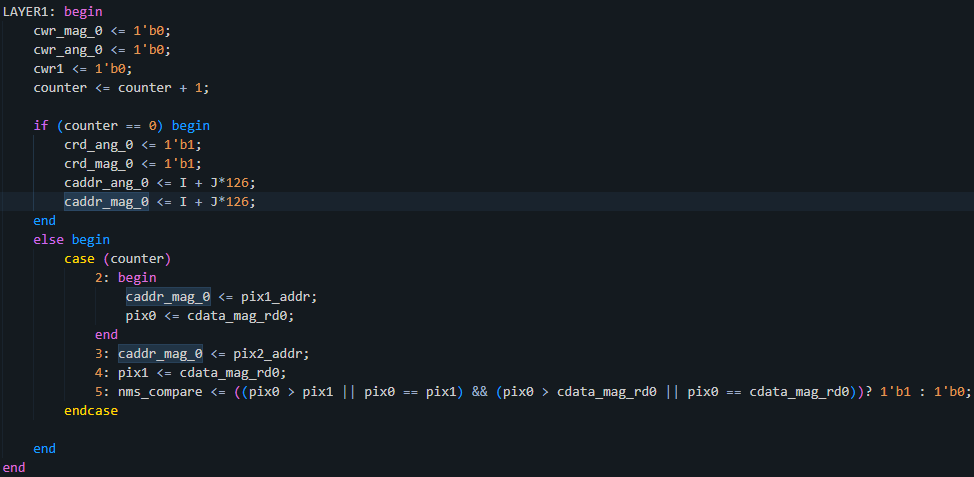 LAYER1: begin
cwr_mag_0 <= 1'b0;
cwr_ang_0 <= 1'b0;
cwr1 <= 1'b0;
counter <= counter + 1;
if (counter == 0) begin
crd_ang_0 <= 1'b1;
crd_mag_0 <= 1'b1;
caddr_ang_0 <= I + J*126;
caddr_mag_0 <= I + J*126;
end
else begin
case (counter)
2: begin
caddr_mag_0 <= pix1_addr;
pix0 <= cdata_mag_rd0;
end
3: caddr_mag_0 <= pix2_addr;
4: pix1 <= cdata_mag_rd0;
5: nms_compare <= ((pix0 > pix1 || pix0 == pix1) && (pix0 > cdata_mag_rd0 || pix0 == cdata_mag_rd0))? 1'b1 : 1'b0;
endcase
end
end